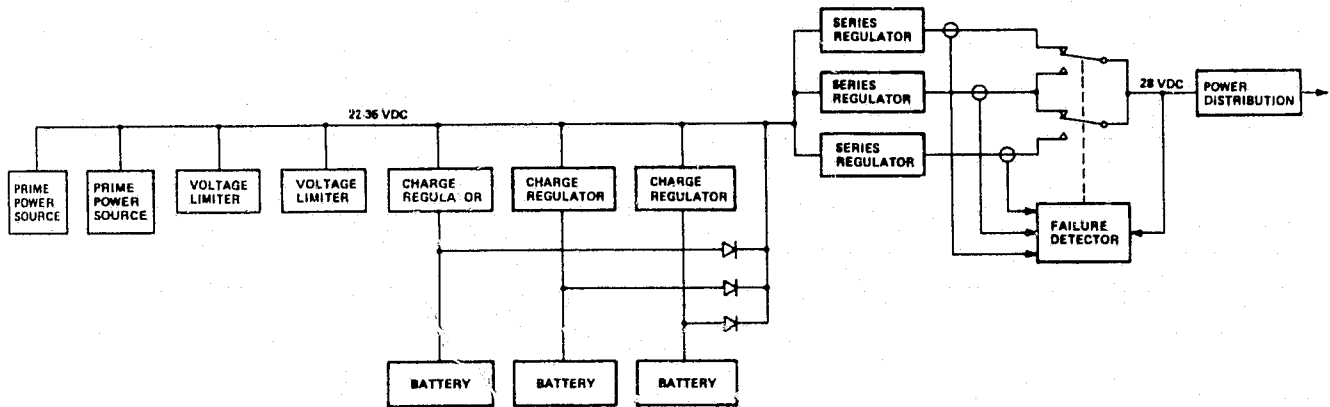 SERIES
REGULATOR
SERIES
REGULATOR
SERIES
REGULATOR
28 VDC
POWER
DISTRIBUTION
FAILURE
DETECTOR
22-36 VDC
PRIME
POWER
SOURCE
PRIME
POWER
SOURCE
VOLTAGE
LIMITER
VOLTAGE
LIMITER
CHARGE
REGULATOR
CHARGE
REGULATOR
CHARGE
REGULATOR
BATTERY
BATTERY
BATTERY